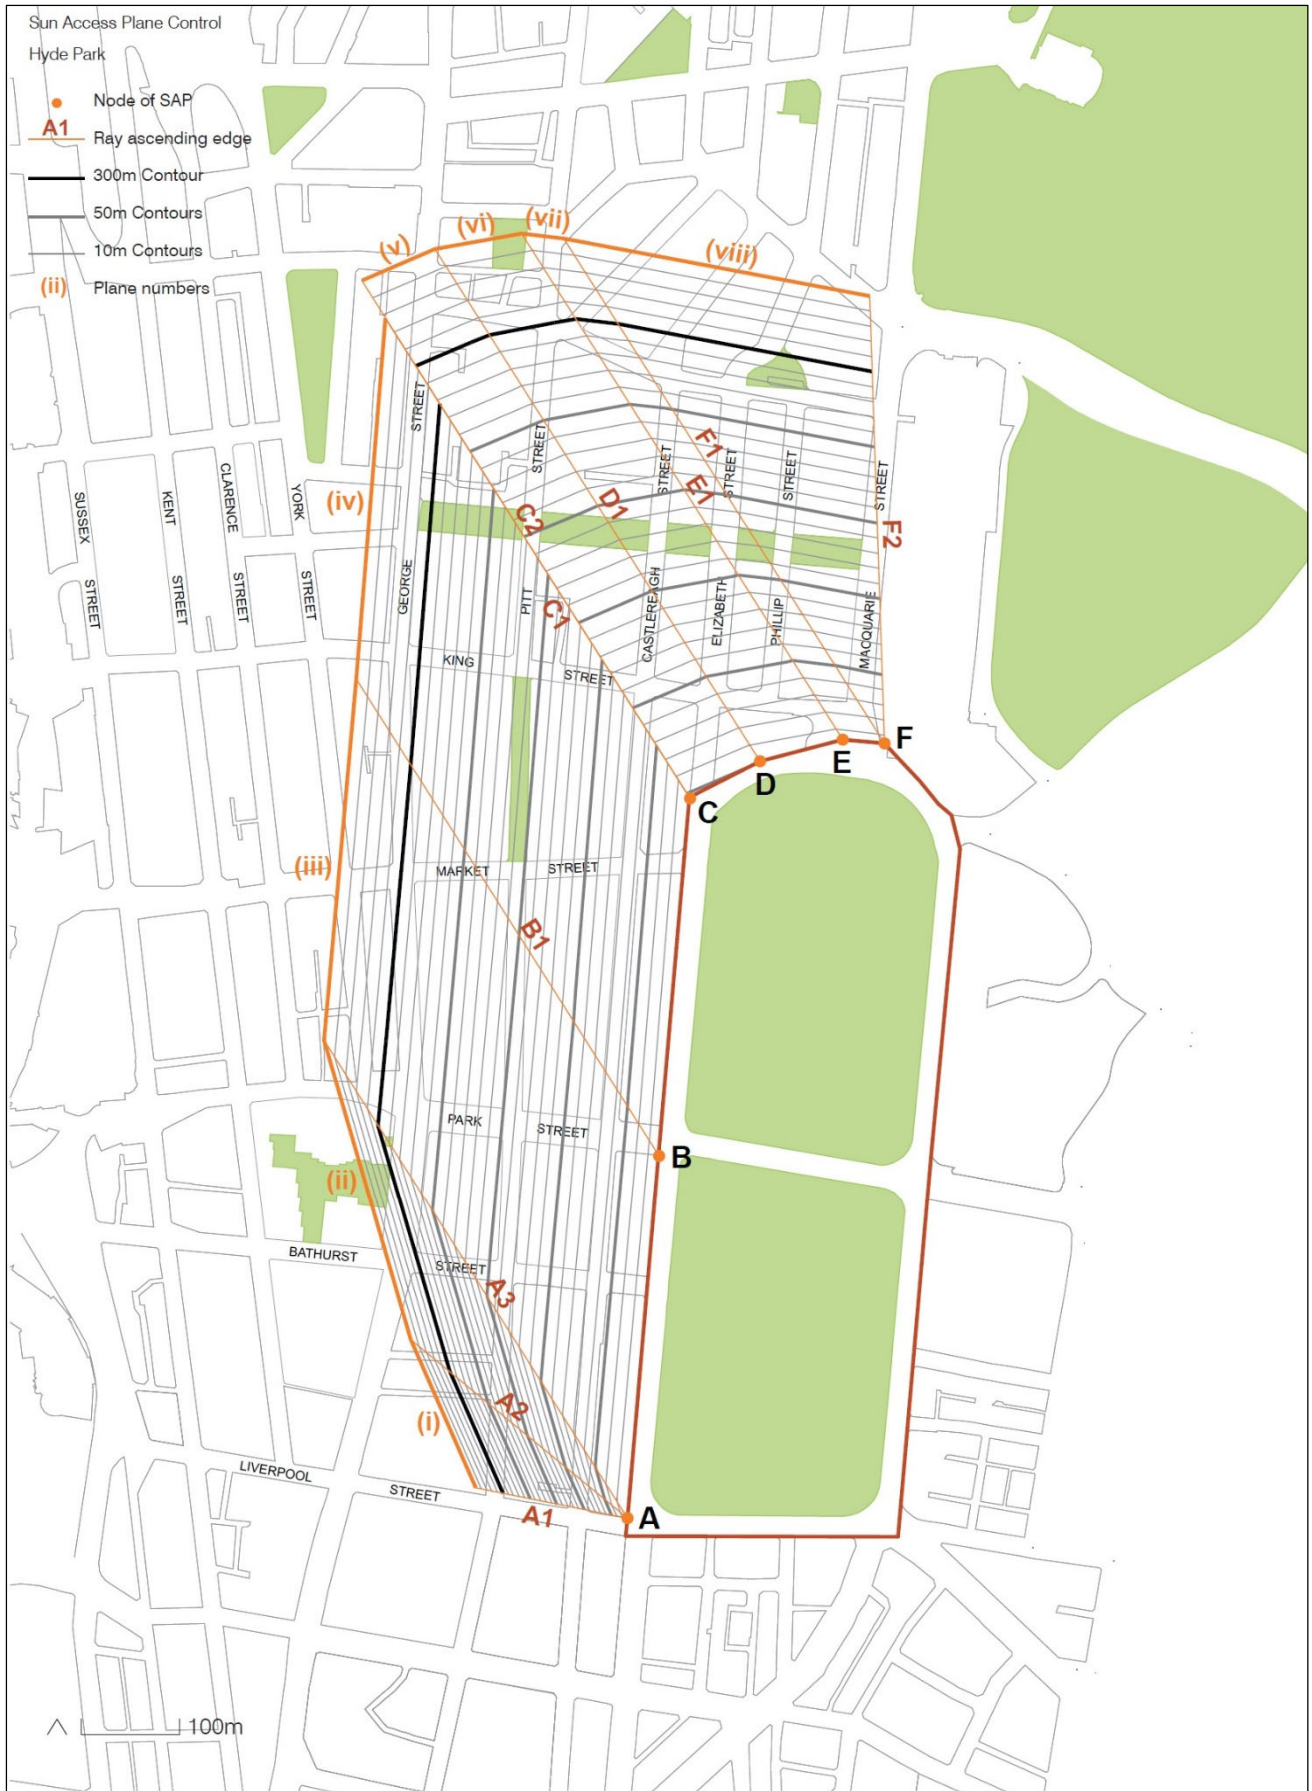 Sun Access Plane Control
Hyde Park
Node of SAP
A1
Ray ascending edge
300m Contour
50m Contours
10m Contours
(ii)
Plane numbers
(v)
(vi)
(vii)
(viii)
STREET
STREET
STREET
STREET
STREET
STREET
F1
E1
D1
C2
F2
(iv)
SUSSEX
KENT
CLARENCE
YORK
STREET
STREET
STREET
STREET
GEORGE
PITT
C1
CASTLEREAGH
ELIZABETH
PHILLIP
MACQUARIE
KING
STREET
F
E
D
C
(iii)
MARKET
STREET
B1
PARK
STREET
B
(ii)
BATHURST
STREET
A3
A2
(i)
LIVERPOOL
STREET
A1
A
100m